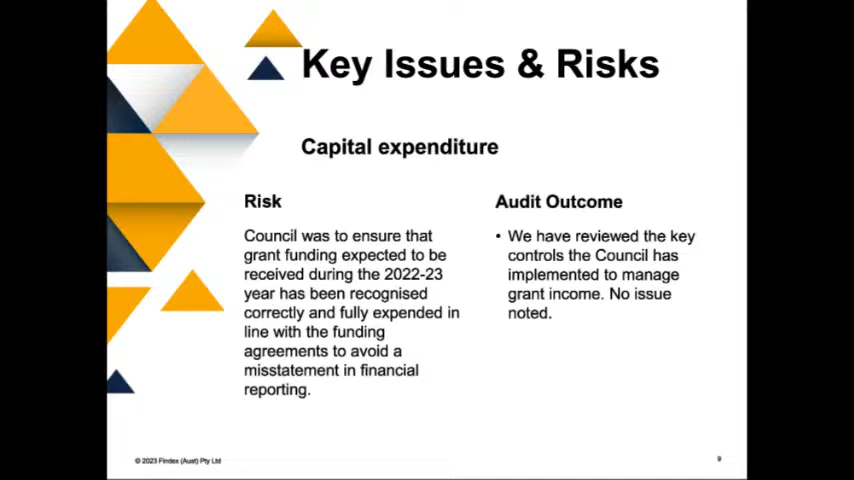 Key Issues & Risks
Capital expenditure
Risk
Council was to ensure that
grant funding expected to be
received during the 2022-23
year has been recognised
correctly and fully expended in
line with the funding
agreements to avoid a
misstatement in financial
reporting.
Audit Outcome
• We have reviewed the key
controls the Council has
implemented to manage
grant income. No issue
noted.
© 2023 Findex (Aust) Pty Ltd
9